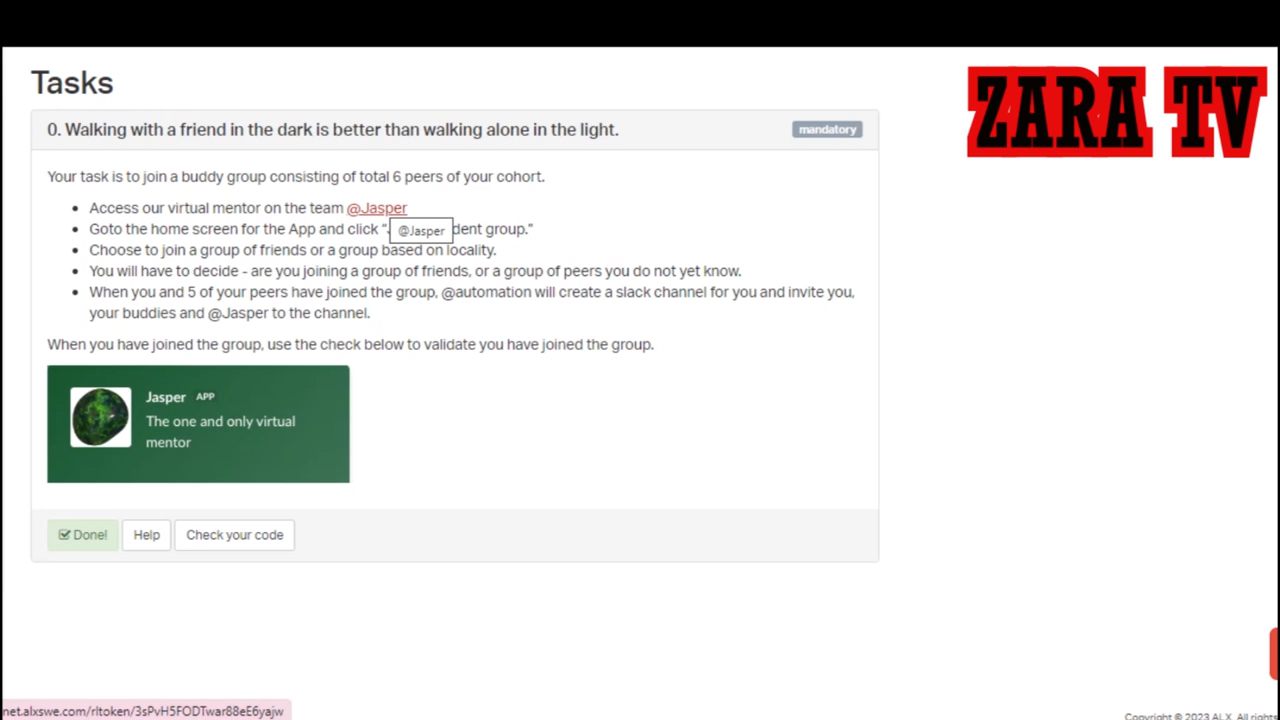 Tasks
ZARA TV
0. Walking with a friend in the dark is better than walking alone in the light.
mandatory
Your task is to join a buddy group consisting of total 6 peers of your cohort.
Access our virtual mentor on the team @Jasper
Goto the home screen for the App and click “ dent group.”
@Jasper
Choose to join a group of friends or a group based on locality.
You will have to decide - are you joining a group of friends, or a group of peers you do not yet know.
When you and 5 of your peers have joined the group, @automation will create a slack channel for you and invite you,
your buddies and @Jasper to the channel.
When you have joined the group, use the check below to validate you have joined the group.
Jasper APP
The one and only virtual
mentor
Done! Help Check your code
net.alxswe.com/rltoken/3sPvH5FODTwar88eE6yajw
Copyright © 2023 ALX, All rights